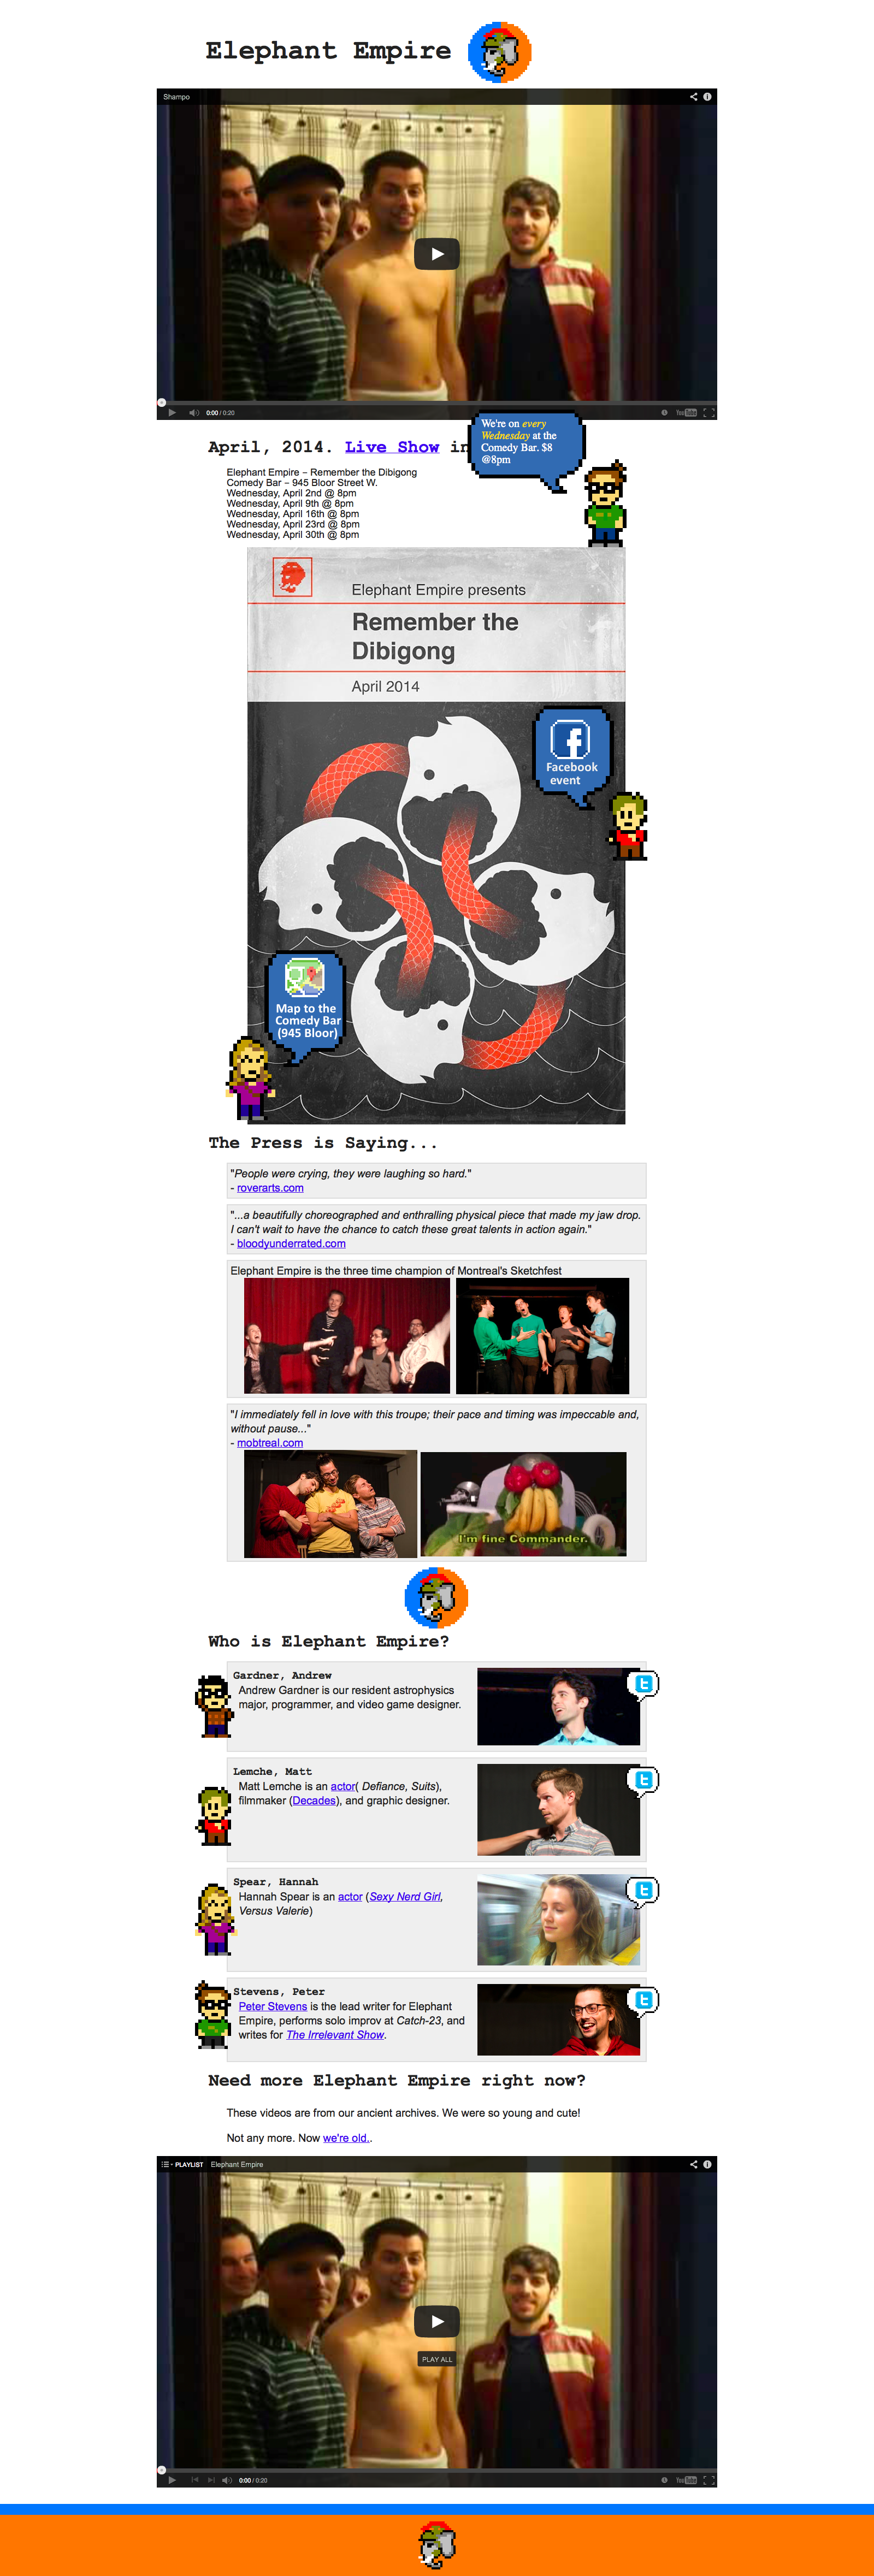 Elephant Empire
Shampo
0:00 / 0:20
YouTube
We're on every
Wednesday at the
Comedy Bar. $8
@8pm
April, 2014. Live Show in
Elephant Empire – Remember the Dibigong
Comedy Bar – 945 Bloor Street W.
Wednesday, April 2nd @ 8pm
Wednesday, April 9th @ 8pm
Wednesday, April 16th @ 8pm
Wednesday, April 23rd @ 8pm
Wednesday, April 30th @ 8pm
Elephant Empire presents
Remember the
Dibigong
April 2014
Facebook
event
Map to the
Comedy Bar
(945 Bloor)
The Press is Saying...
"People were crying, they were laughing so hard."
- roverarts.com
"...a beautifully choreographed and enthralling physical piece that made my jaw drop.
I can't wait to have the chance to catch these great talents in action again."
- bloodyunderrated.com
Elephant Empire is the three time champion of Montreal's Sketchfest
"I immediately fell in love with this troupe; their pace and timing was impeccable and,
without pause..."
- mobtreal.com
I'm fine Commander.
Who is Elephant Empire?
Gardner, Andrew
Andrew Gardner is our resident astrophysics
major, programmer, and video game designer.
Lemche, Matt
Matt Lemche is an actor( Defiance, Suits),
filmmaker (Decades), and graphic designer.
Spear, Hannah
Hannah Spear is an actor (Sexy Nerd Girl,
Versus Valerie)
Stevens, Peter
Peter Stevens is the lead writer for Elephant
Empire, performs solo improv at Catch-23, and
writes for The Irrelevant Show.
Need more Elephant Empire right now?
These videos are from our ancient archives. We were so young and cute!
Not any more. Now we're old..
PLAYLIST Elephant Empire
PLAY ALL
0:00 / 0:20
YouTube